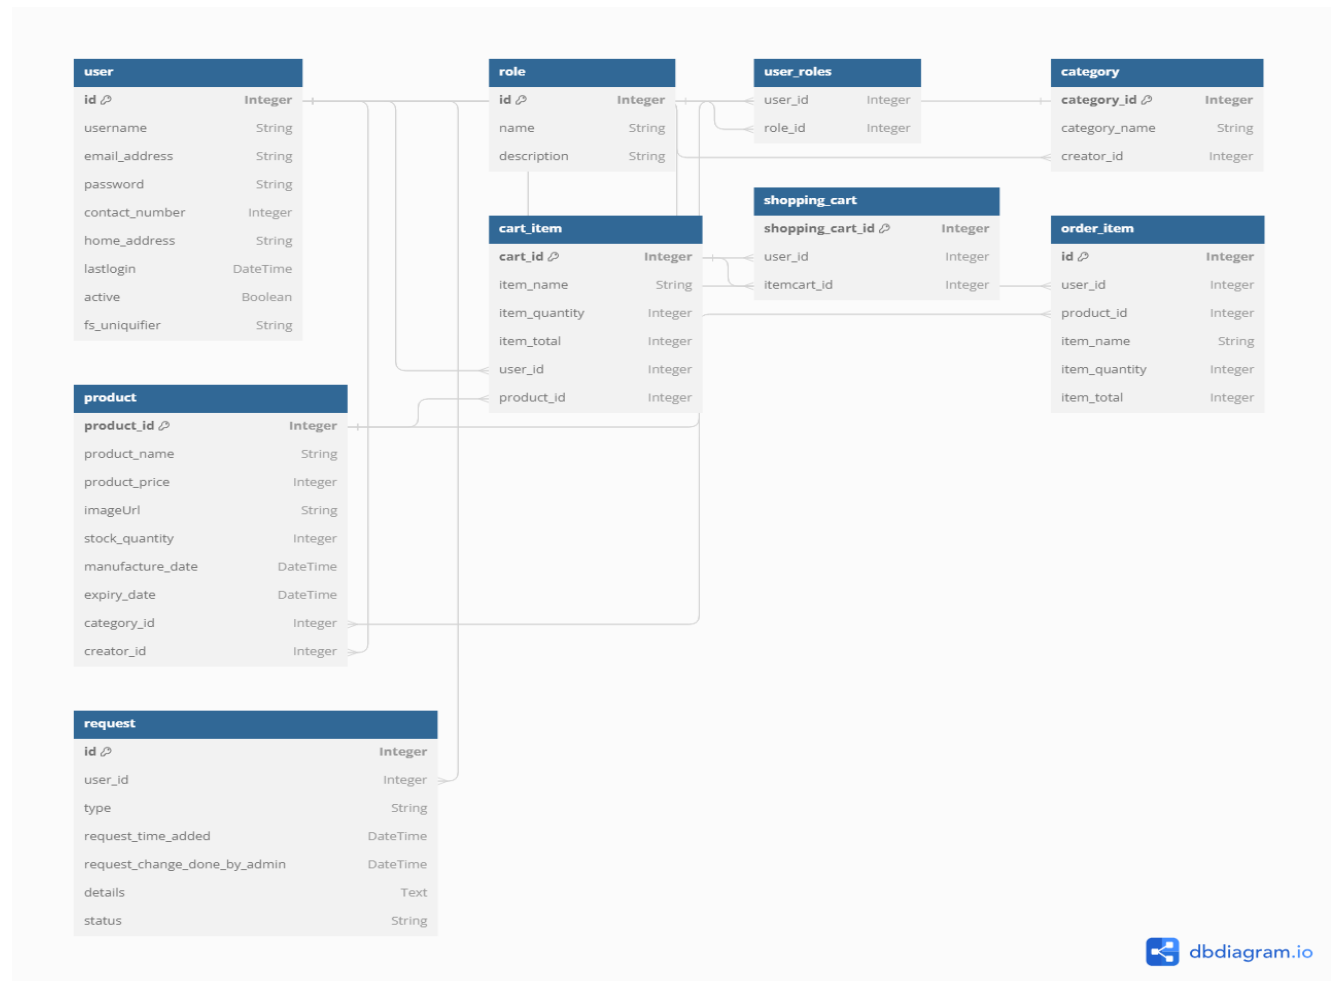 user
id Integer
username String
email_address String
password String
contact_number Integer
home_address String
lastlogin DateTime
active Boolean
fs_uniquifier String
role
id Integer
name String
description String
user_roles
user_id Integer
role_id Integer
category
category_id Integer
category_name String
creator_id Integer
shopping_cart
shopping_cart_id Integer
user_id Integer
itemcart_id Integer
cart_item
cart_id Integer
item_name String
item_quantity Integer
item_total Integer
user_id Integer
product_id Integer
order_item
id Integer
user_id Integer
product_id Integer
item_name String
item_quantity Integer
item_total Integer
product
product_id Integer
product_name String
product_price Integer
imageUrl String
stock_quantity Integer
manufacture_date DateTime
expiry_date DateTime
category_id Integer
creator_id Integer
request
id Integer
user_id Integer
type String
request_time_added DateTime
request_change_done_by_admin DateTime
details Text
status String
dbdiagram.io